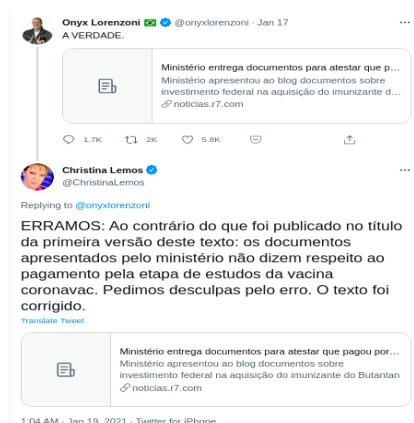 Onyx Lorenzoni 🇧🇷 @onyxlorenzoni · Jan 17
A VERDADE.
Ministério entrega documentos para atestar que p...
Ministério apresentou ao blog documentos sobre
investimento federal na aquisição do imunizante d...
noticias.r7.com
1.7K 2K 5.8K
Christina Lemos
@ChristinaLemos
Replying to @onyxlorenzoni
ERRAMOS: Ao contrário do que foi publicado no título
da primeira versão deste texto: os documentos
apresentados pelo ministério não dizem respeito ao
pagamento pela etapa de estudos da vacina
coronavac. Pedimos desculpas pelo erro. O texto foi
corrigido.
Translate Tweet
Ministério entrega documentos para atestar que pagou por...
Ministério apresentou ao blog documentos sobre
investimento federal na aquisição do imunizante do Butantan
noticias.r7.com
1:04 AM · Jan 19, 2021 · Twitter for iPhone